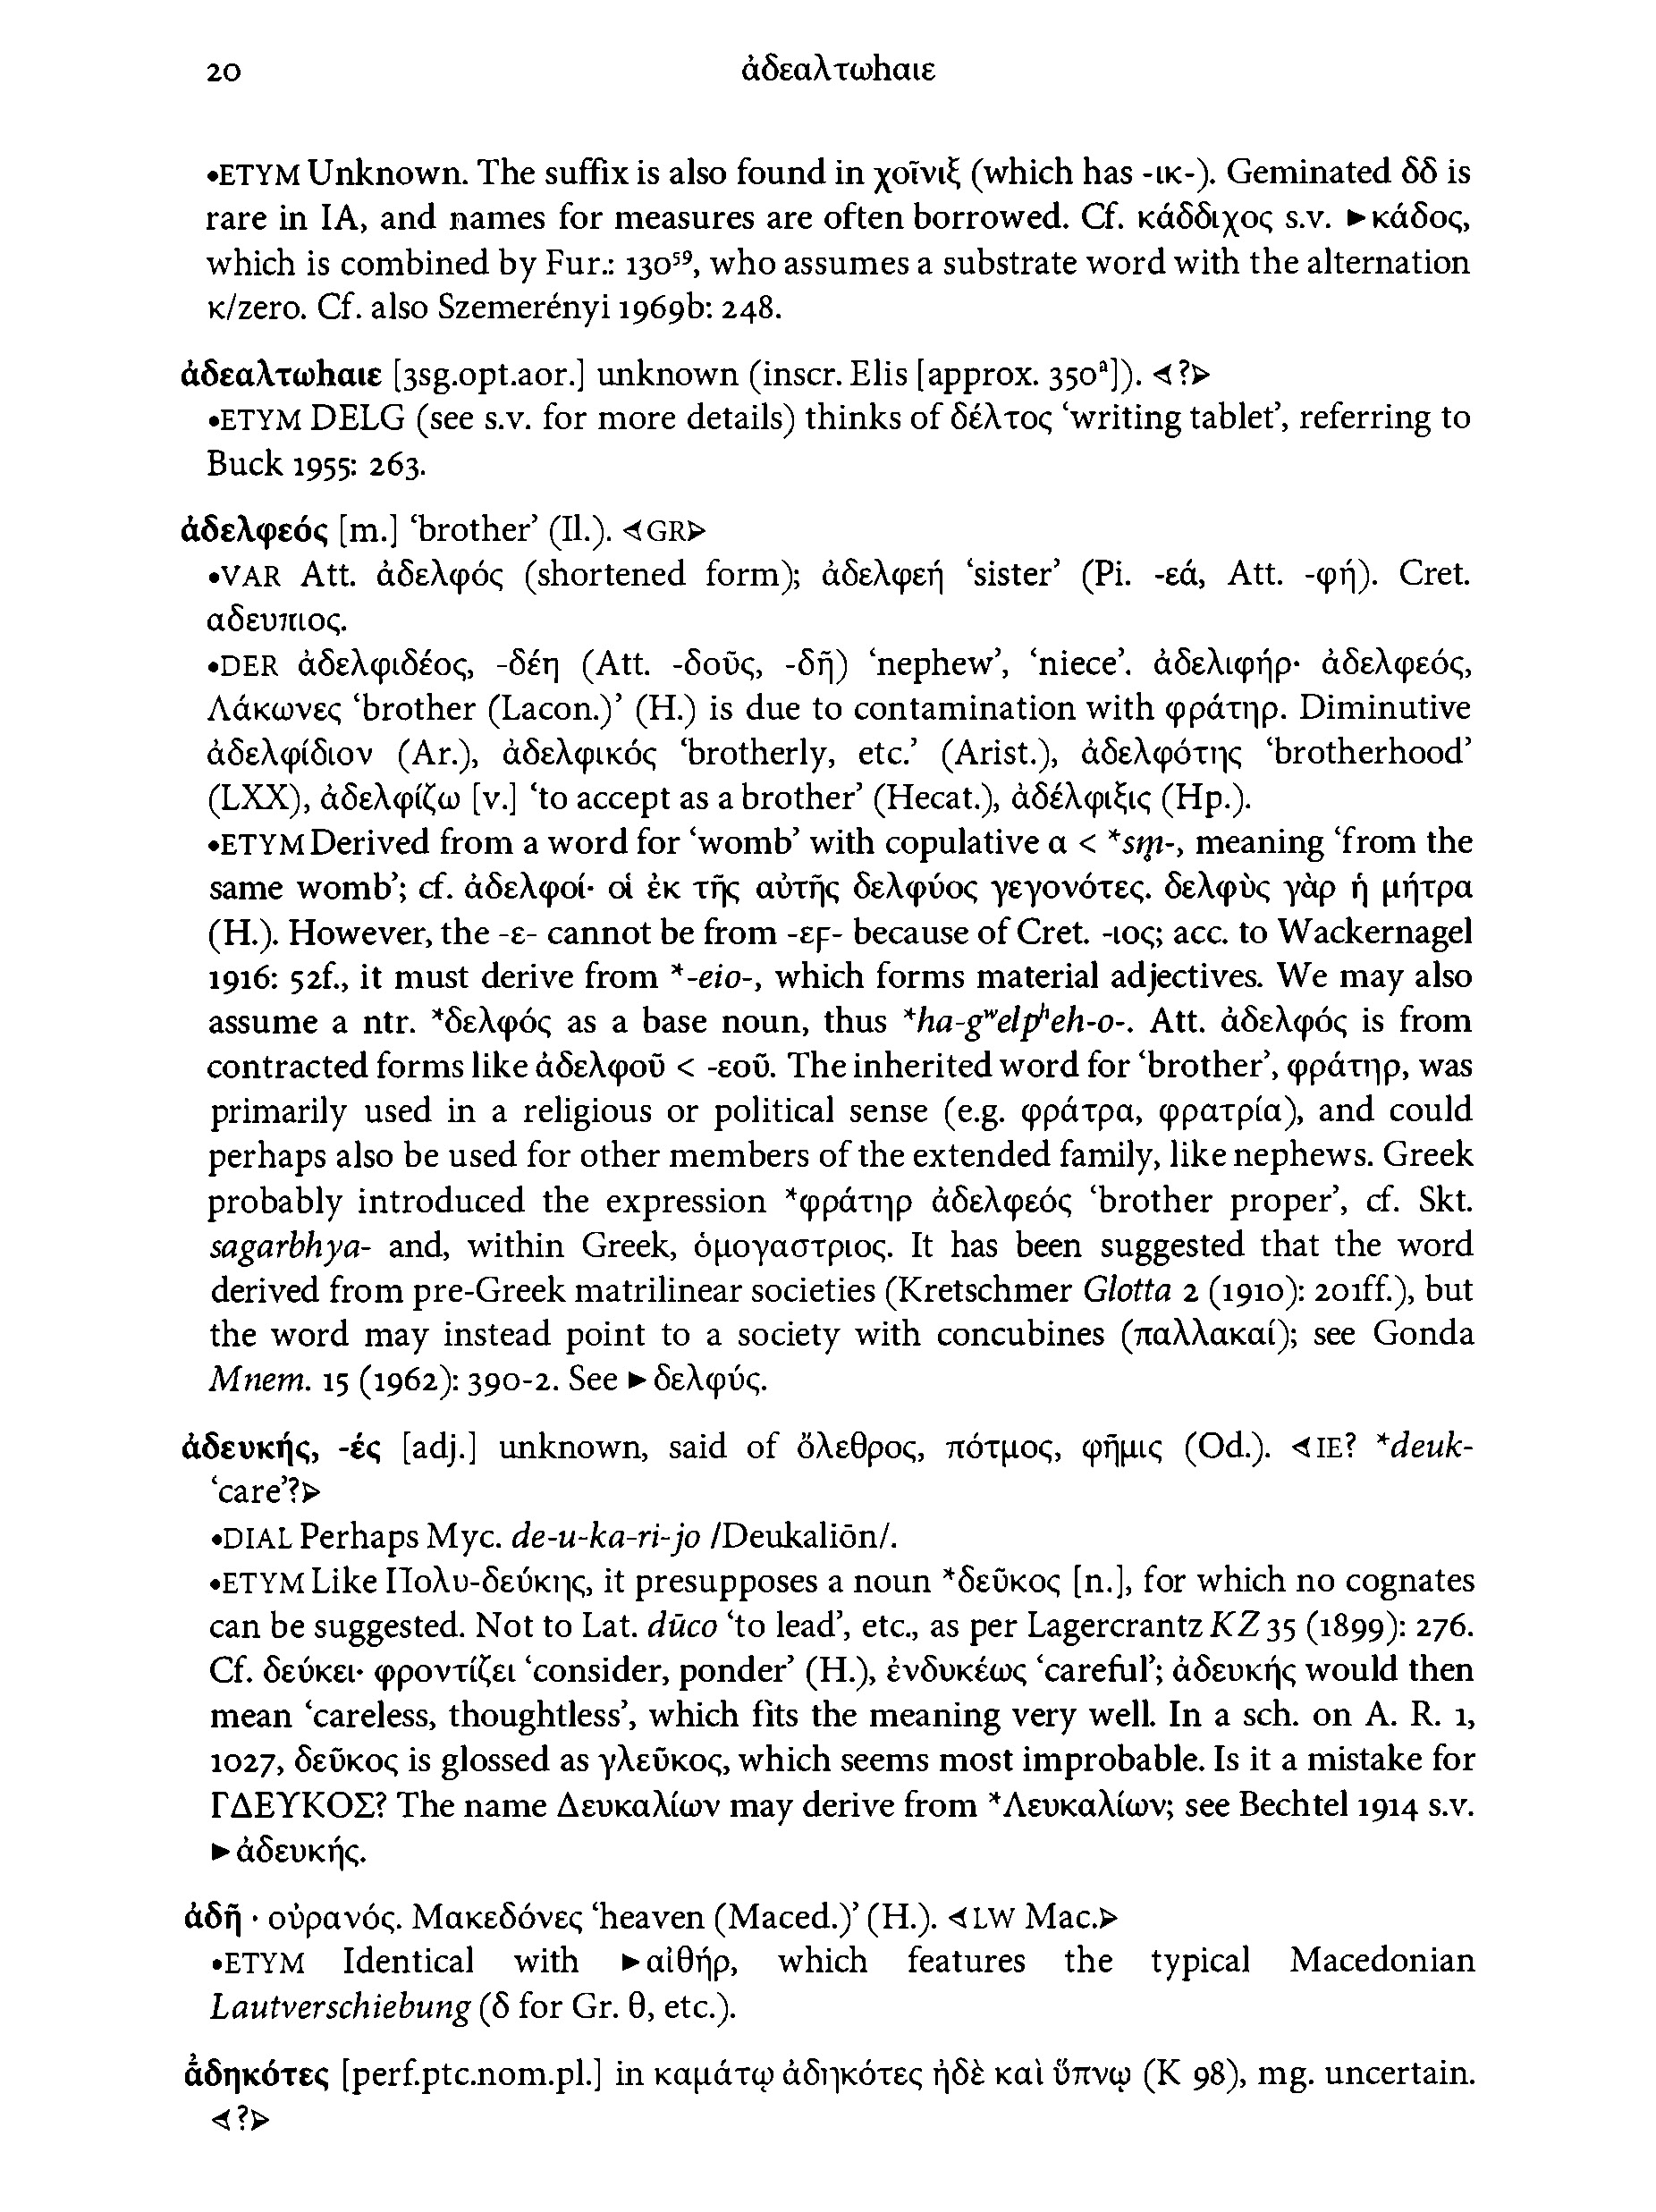 20 ἀδεαλτωhαιε
•ETYM Unknown. The suffix is also found in χοῖνιξ (which has -ικ-). Geminated δδ is
rare in IA, and names for measures are often borrowed. Cf. κάδδιχος s.v. ►κάδος,
which is combined by Fur.: 130⁵⁹, who assumes a substrate word with the alternation
κ/zero. Cf. also Szemerényi 1969b: 248.
ἀδεαλτωhαιε [3sg.opt.aor.] unknown (inscr. Elis [approx. 350ᵃ]). ⊲?⊳
•ETYM DELG (see s.v. for more details) thinks of δέλτος ‘writing tablet’, referring to
Buck 1955: 263.
ἀδελφεός [m.] ‘brother’ (Il.). ⊲GR⊳
•VAR Att. ἀδελφός (shortened form); ἀδελφεή ‘sister’ (Pi. -εά, Att. -φή). Cret.
αδευπιος.
•DER ἀδελφιδέος, -δέη (Att. -δοῦς, -δῆ) ‘nephew’, ‘niece’. ἀδελιφήρ· ἀδελφεός,
Λάκωνες ‘brother (Lacon.)’ (H.) is due to contamination with φράτηρ. Diminutive
ἀδελφίδιον (Ar.), ἀδελφικός ‘brotherly, etc.’ (Arist.), ἀδελφότης ‘brotherhood’
(LXX), ἀδελφίζω [v.] ‘to accept as a brother’ (Hecat.), ἀδέλφιξις (Hp.).
•ETYM Derived from a word for ‘womb’ with copulative α < *sm̥-, meaning ‘from the
same womb’; cf. ἀδελφοί· οἱ ἐκ τῆς αὐτῆς δελφύος γεγονότες. δελφὺς γὰρ ἡ μήτρα
(H.). However, the -ε- cannot be from -εϝ- because of Cret. -ιος; acc. to Wackernagel
1916: 52f., it must derive from *-eio-, which forms material adjectives. We may also
assume a ntr. *δελφός as a base noun, thus *ha-gʷelpʰeh-o-. Att. ἀδελφός is from
contracted forms like ἀδελφοῦ < -εοῦ. The inherited word for ‘brother’, φράτηρ, was
primarily used in a religious or political sense (e.g. φράτρα, φρατρία), and could
perhaps also be used for other members of the extended family, like nephews. Greek
probably introduced the expression *φράτηρ ἀδελφεός ‘brother proper’, cf. Skt.
sagarbhya- and, within Greek, ὁμογαστριος. It has been suggested that the word
derived from pre-Greek matrilinear societies (Kretschmer Glotta 2 (1910): 201ff.), but
the word may instead point to a society with concubines (παλλακαί); see Gonda
Mnem. 15 (1962): 390-2. See ►δελφύς.
ἀδευκής, -ές [adj.] unknown, said of ὄλεθρος, πότμος, φῆμις (Od.). ⊲IE? *deuk-
‘care’?⊳
•DIAL Perhaps Myc. de-u-ka-ri-jo /Deukaliōn/.
•ETYM Like Πολυ-δεύκης, it presupposes a noun *δεῦκος [n.], for which no cognates
can be suggested. Not to Lat. dūco ‘to lead’, etc., as per Lagercrantz KZ 35 (1899): 276.
Cf. δεύκει· φροντίζει ‘consider, ponder’ (H.), ἐνδυκέως ‘careful’; ἀδευκής would then
mean ‘careless, thoughtless’, which fits the meaning very well. In a sch. on A. R. 1,
1027, δεῦκος is glossed as γλεῦκος, which seems most improbable. Is it a mistake for
ΓΔΕΥΚΟΣ? The name Δευκαλίων may derive from *Λευκαλίων; see Bechtel 1914 s.v.
►ἀδευκής.
ἀδῆ · οὐρανός. Μακεδόνες ‘heaven (Maced.)’ (H.). ⊲LW Mac.⊳
•ETYM Identical with ►αἰθήρ, which features the typical Macedonian
Lautverschiebung (δ for Gr. θ, etc.).
ἀ̄δηκότες [perf.ptc.nom.pl.] in καμάτῳ ἀδηκότες ἠδὲ καὶ ὕπνῳ (K 98), mg. uncertain.
⊲?⊳